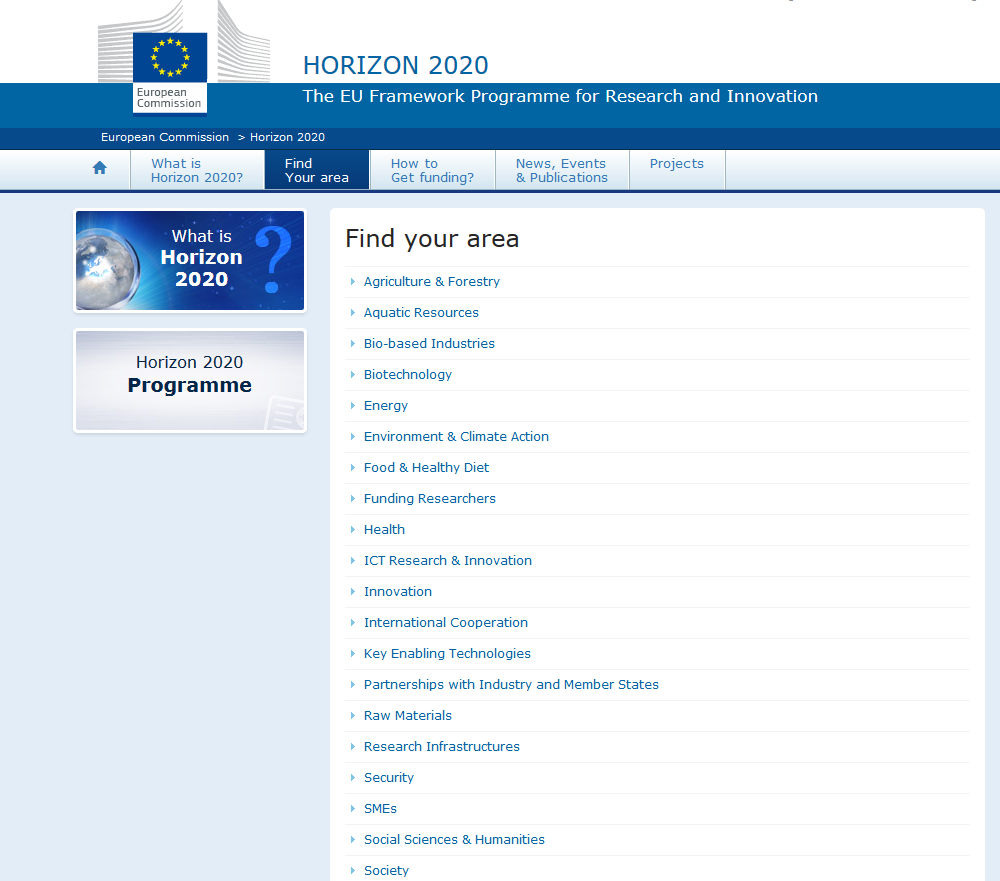 HORIZON 2020
European
Commission
The EU Framework Programme for Research and Innovation
European Commission > Horizon 2020
What is
Horizon 2020?
Find
Your area
How to
Get funding?
News, Events
& Publications
Projects
What is
Horizon
2020
?
Horizon 2020
Programme
Find your area
Agriculture & Forestry
Aquatic Resources
Bio-based Industries
Biotechnology
Energy
Environment & Climate Action
Food & Healthy Diet
Funding Researchers
Health
ICT Research & Innovation
Innovation
International Cooperation
Key Enabling Technologies
Partnerships with Industry and Member States
Raw Materials
Research Infrastructures
Security
SMEs
Social Sciences & Humanities
Society